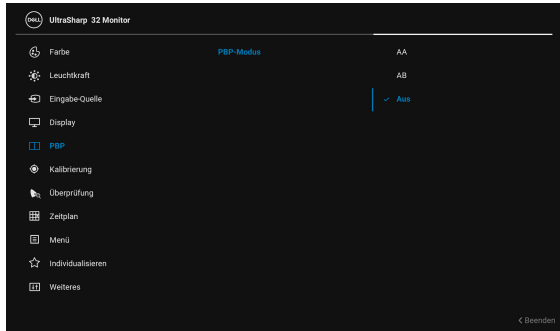 DELL UltraSharp 32 Monitor
Farbe PBP-Modus AA
Leuchtkraft AB
Eingabe-Quelle Aus
Display
PBP
Kalibrierung
Überprüfung
Zeitplan
Menü
Individualisieren
Weiteres
Beenden